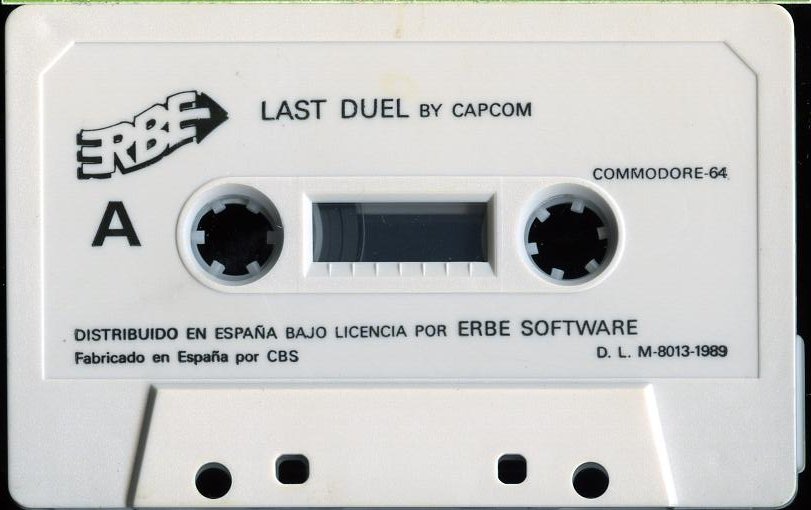 ERBE
LAST DUEL BY CAPCOM
COMMODORE-64
A
DISTRIBUIDO EN ESPAÑA BAJO LICENCIA POR ERBE SOFTWARE
Fabricado en España por CBS
D. L. M-8013-1989